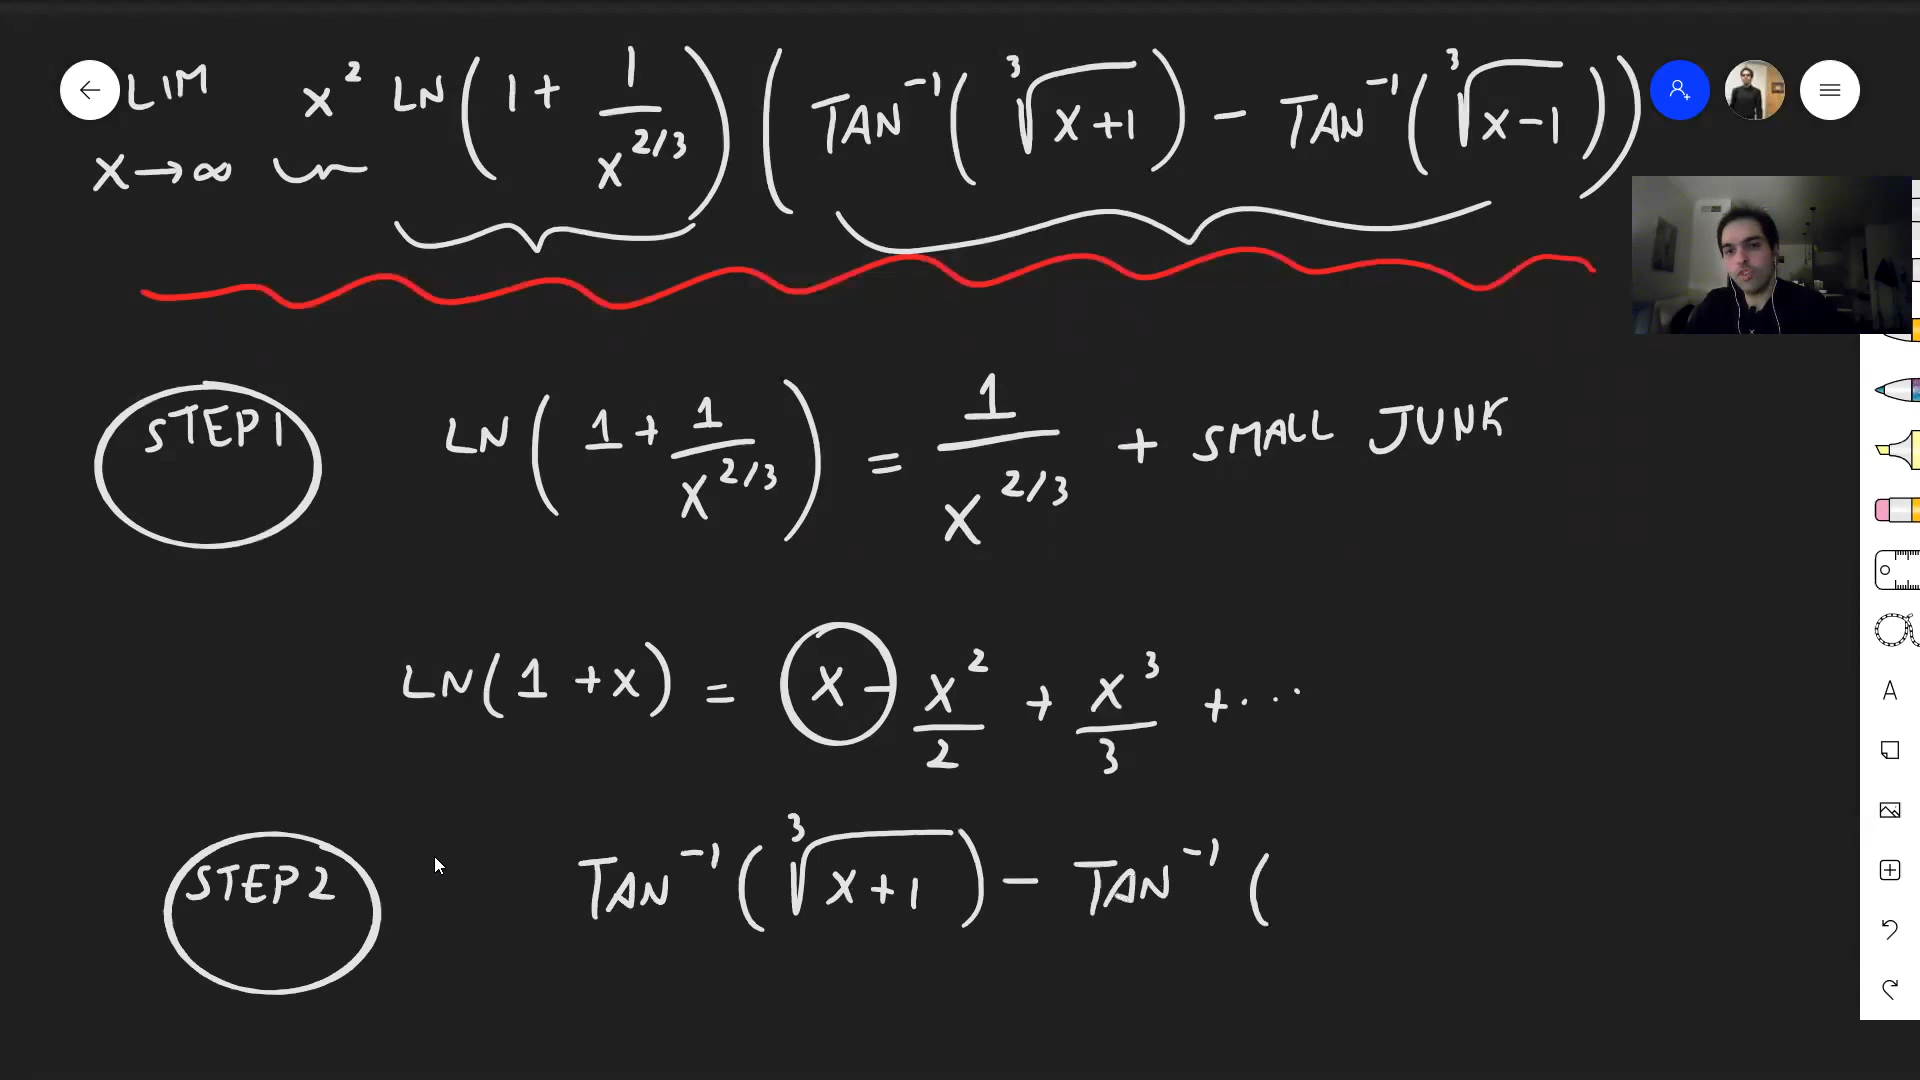 LIM x² LN(1 + 1/x^{2/3}) (TAN⁻¹(∛(x+1)) − TAN⁻¹(∛(x−1)))
x→∞
STEP 1 LN(1 + 1/x^{2/3}) = 1/x^{2/3} + SMALL JUNK
LN(1 + x) = x − x²/2 + x³/3 + ...
STEP 2 TAN⁻¹(∛(x+1)) − TAN⁻¹(
A